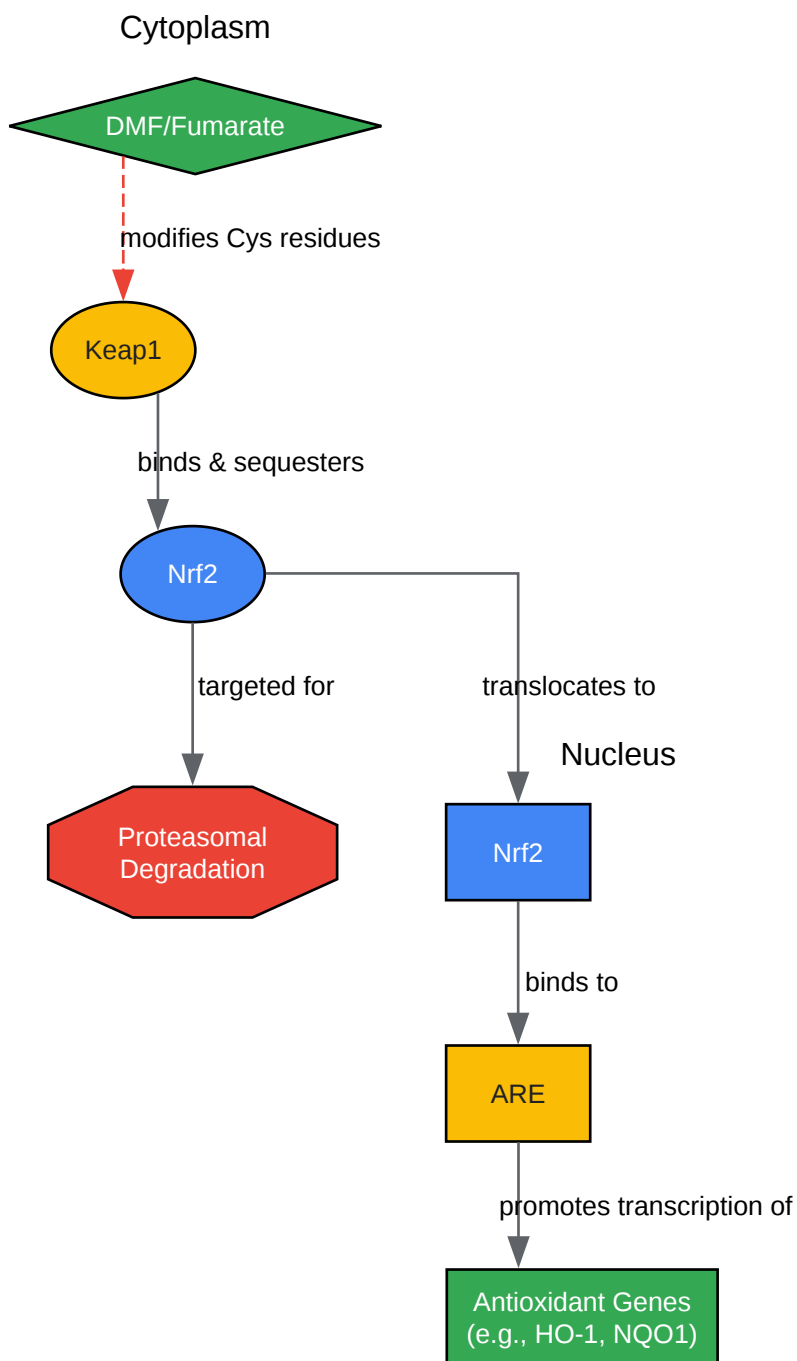 Cytoplasm
DMF/Fumarate
modifies Cys residues
Keap1
binds & sequesters
Nrf2
targeted for
translocates to
Nucleus
Proteasomal
Degradation
Nrf2
binds to
ARE
promotes transcription of
Antioxidant Genes
(e.g., HO-1, NQO1)